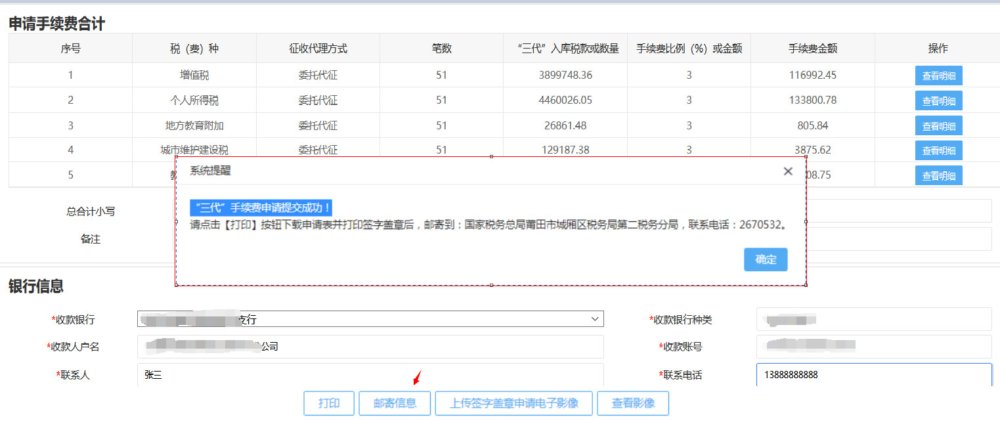 申请手续费合计
序号 税（费）种 征收代理方式 笔数 “三代”入库税款或数量 手续费比例（%）或金额 手续费金额 操作
1 增值税 委托代征 51 3899748.36 3 116992.45 查看明细
2 个人所得税 委托代征 51 4460026.05 3 133800.78 查看明细
3 地方教育附加 委托代征 51 26861.48 3 805.84 查看明细
4 城市维护建设税 委托代征 51 129187.38 3 3875.62 查看明细
5 08.75 查看明细
系统提醒
“三代”手续费申请提交成功！
请点击【打印】按钮下载申请表并打印签字盖章后，邮寄到：国家税务总局莆田市城厢区税务局第二税务分局，联系电话：2670532。
确定
总合计小写
备注
银行信息
*收款银行 支行 *收款银行种类
*收款人户名 公司 *收款账号
*联系人 张三 *联系电话 13888888888
打印 邮寄信息 上传签字盖章申请电子影像 查看影像